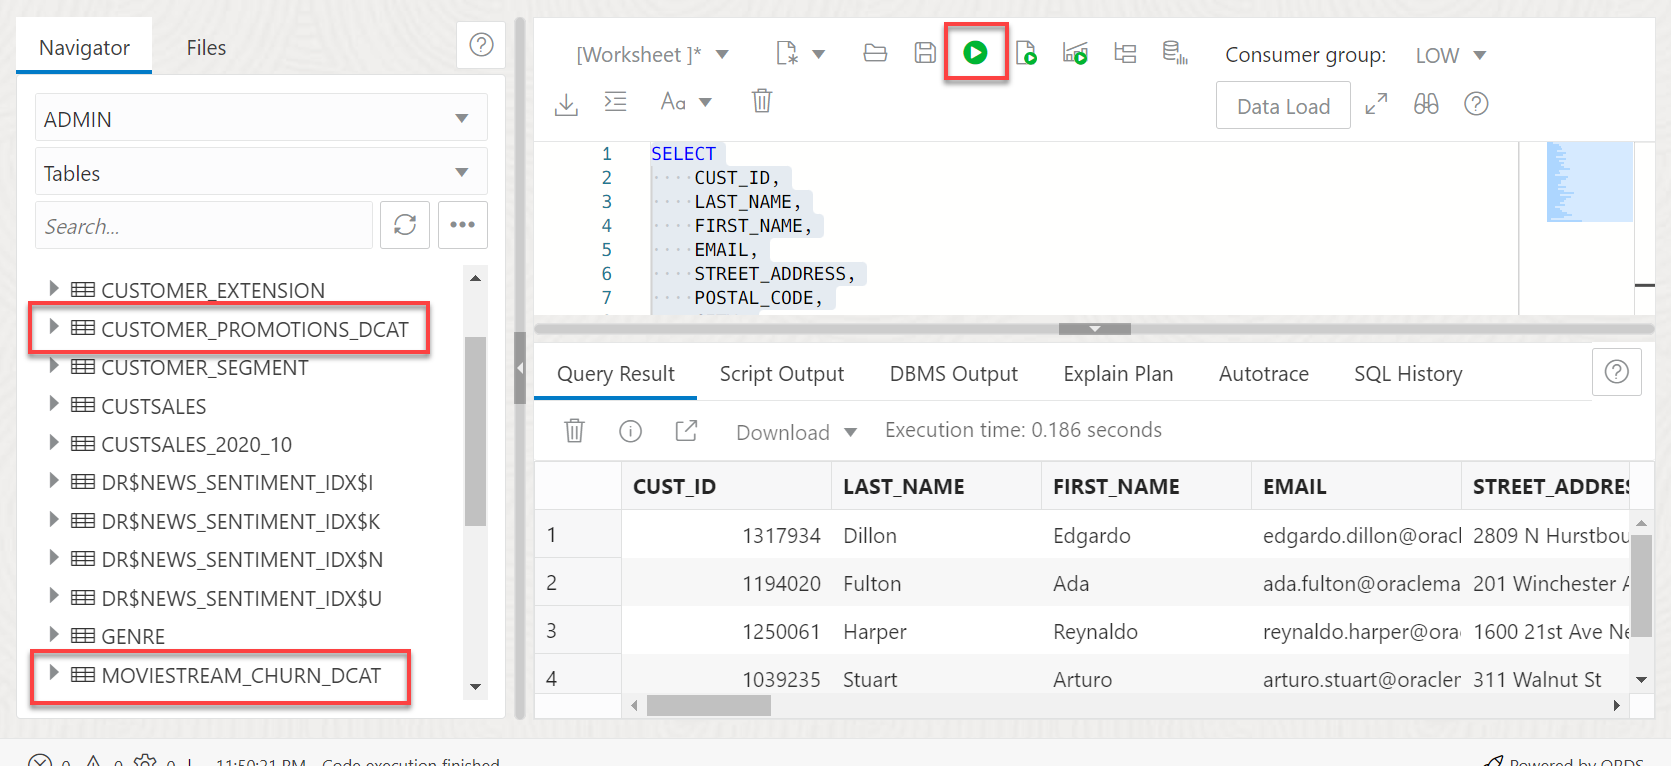 Navigator Files
ADMIN
Tables
Search...
CUSTOMER_EXTENSION
CUSTOMER_PROMOTIONS_DCAT
CUSTOMER_SEGMENT
CUSTSALES
CUSTSALES_2020_10
DR$NEWS_SENTIMENT_IDX$I
DR$NEWS_SENTIMENT_IDX$K
DR$NEWS_SENTIMENT_IDX$N
DR$NEWS_SENTIMENT_IDX$U
GENRE
MOVIESTREAM_CHURN_DCAT
[Worksheet ]* Consumer group: LOW
Aa Data Load
1 SELECT
2 CUST_ID,
3 LAST_NAME,
4 FIRST_NAME,
5 EMAIL,
6 STREET_ADDRESS,
7 POSTAL_CODE,
Query Result Script Output DBMS Output Explain Plan Autotrace SQL History
Download Execution time: 0.186 seconds
CUST_ID LAST_NAME FIRST_NAME EMAIL STREET_ADDRES
1 1317934 Dillon Edgardo edgardo.dillon@oracl 2809 N Hurstbou
2 1194020 Fulton Ada ada.fulton@oraclema 201 Winchester A
3 1250061 Harper Reynaldo reynaldo.harper@ora 1600 21st Ave Ne
4 1039235 Stuart Arturo arturo.stuart@oracler 311 Walnut St
0 0 0 11:50:21 PM - Code execution finished. Powered by ORDS